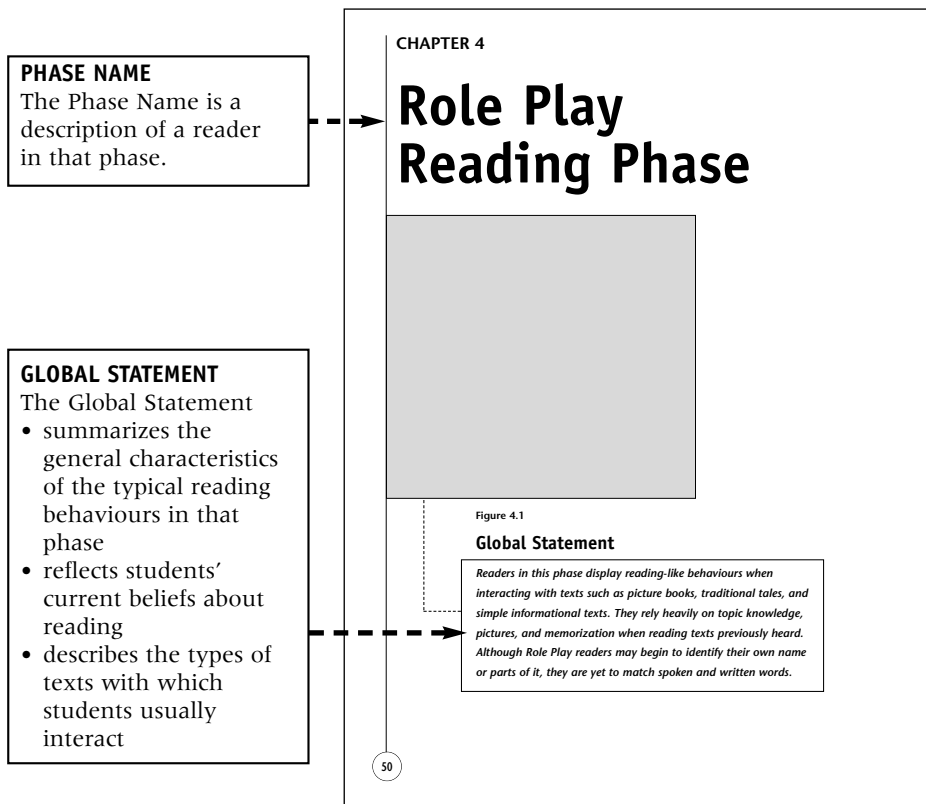 PHASE NAME
The Phase Name is a
description of a reader
in that phase.
GLOBAL STATEMENT
The Global Statement
• summarizes the
general characteristics
of the typical reading
behaviours in that
phase
• reflects students’
current beliefs about
reading
• describes the types of
texts with which
students usually
interact
CHAPTER 4
Role Play
Reading Phase
Figure 4.1
Global Statement
Readers in this phase display reading-like behaviours when
interacting with texts such as picture books, traditional tales, and
simple informational texts. They rely heavily on topic knowledge,
pictures, and memorization when reading texts previously heard.
Although Role Play readers may begin to identify their own name
or parts of it, they are yet to match spoken and written words.
50